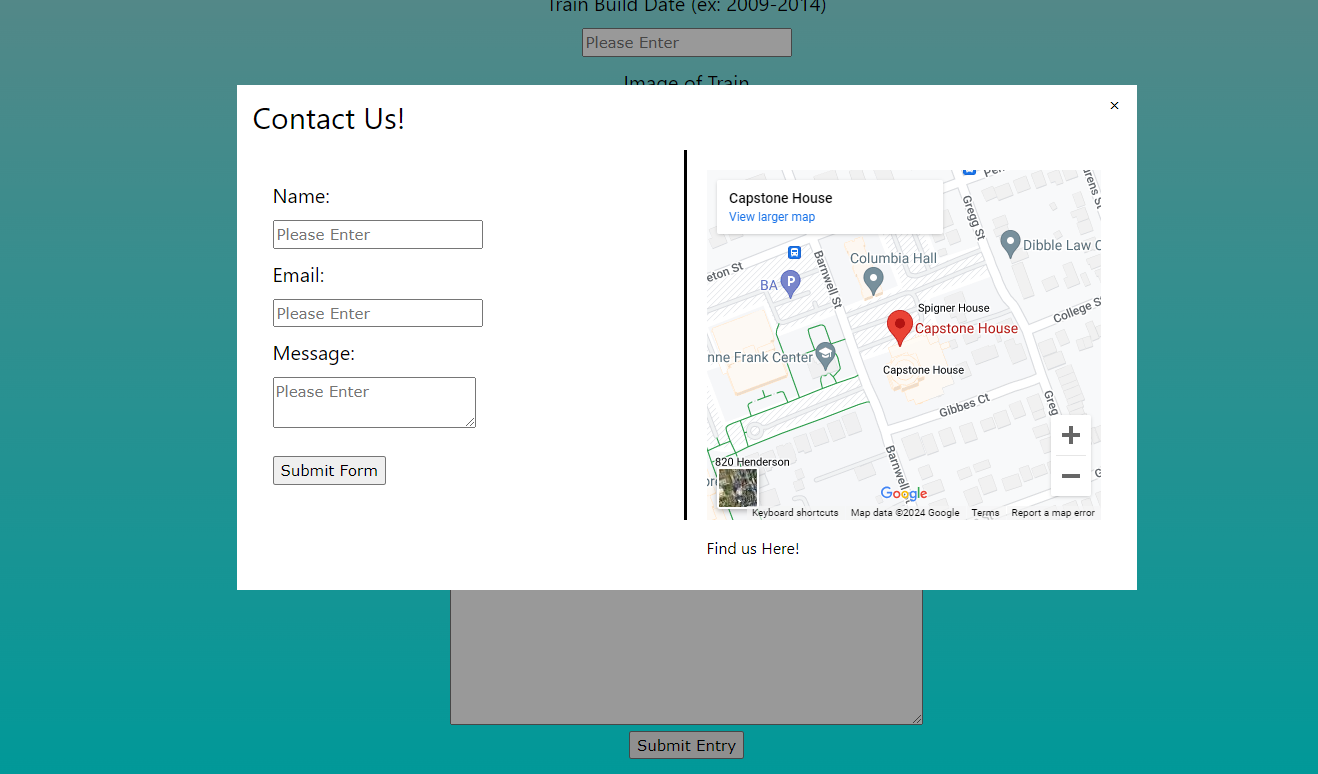 Train Build Date (ex: 2009-2014)
Please Enter
Image of Train
Contact Us!
×
Name:
Please Enter
Email:
Please Enter
Message:
Please Enter
Submit Form
Capstone House
View larger map
Gregg St
Dibble Law C
Columbia Hall
eton St
BA
P
Barnwell St
Spigner House
Capstone House
College S
nne Frank Center
Capstone House
Gibbes Ct
Greg
820 Henderson
Barnwell
Google
Keyboard shortcuts Map data ©2024 Google Terms Report a map error
Find us Here!
Submit Entry